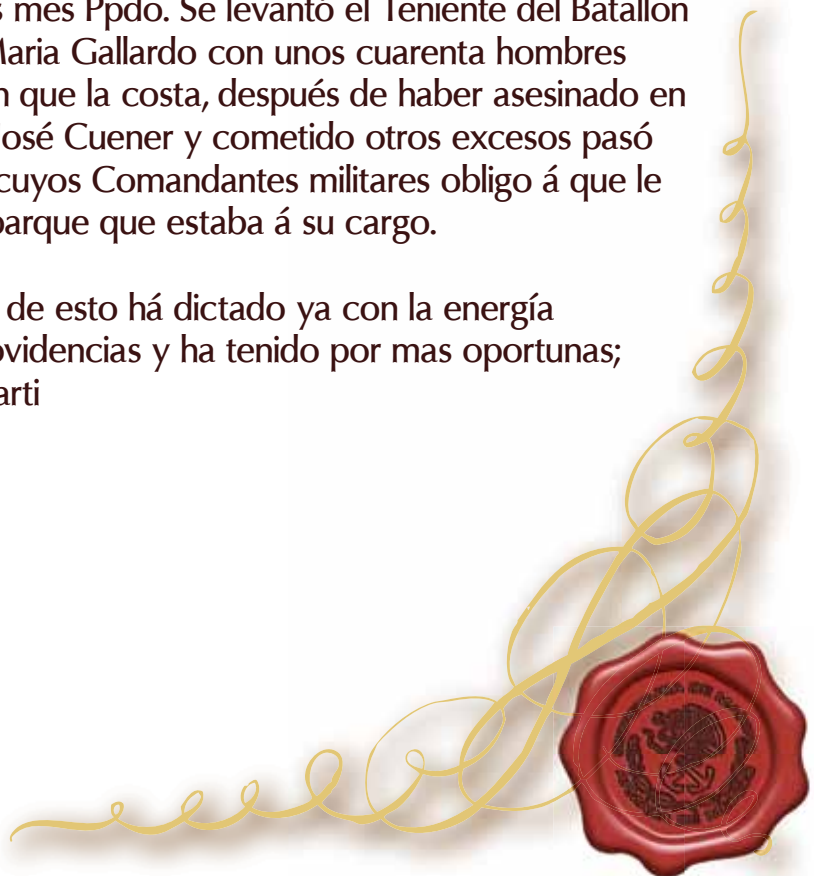 s mes Ppdo. Se levantó el Teniente del Batallón
Maria Gallardo con unos cuarenta hombres
n que la costa, después de haber asesinado en
José Cuener y cometido otros excesos pasó
cuyos Comandantes militares obligo á que le
parque que estaba á su cargo.
de esto há dictado ya con la energía
ovidencias y ha tenido por mas oportunas;
arti